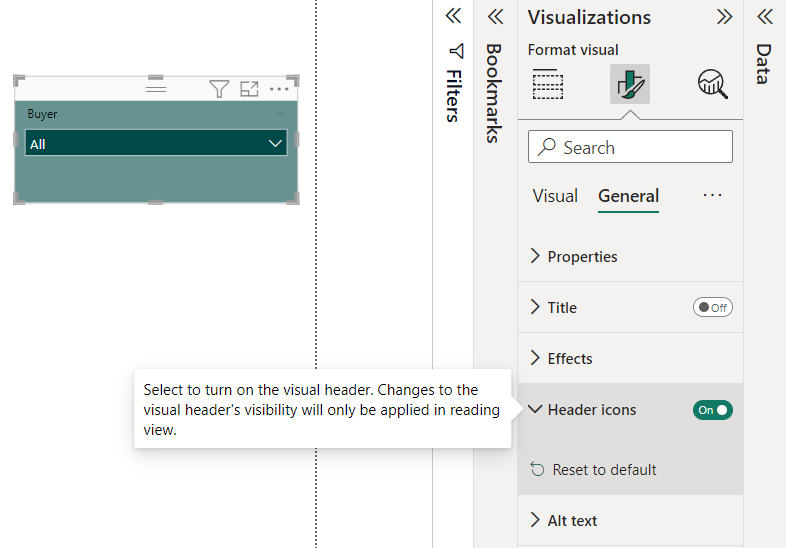 Buyer
All
Select to turn on the visual header. Changes to the
visual header's visibility will only be applied in reading
view.
Filters
Bookmarks
Visualizations
Format visual
Search
Visual General
Properties
Title Off
Effects
Header icons On
Reset to default
Alt text
Data